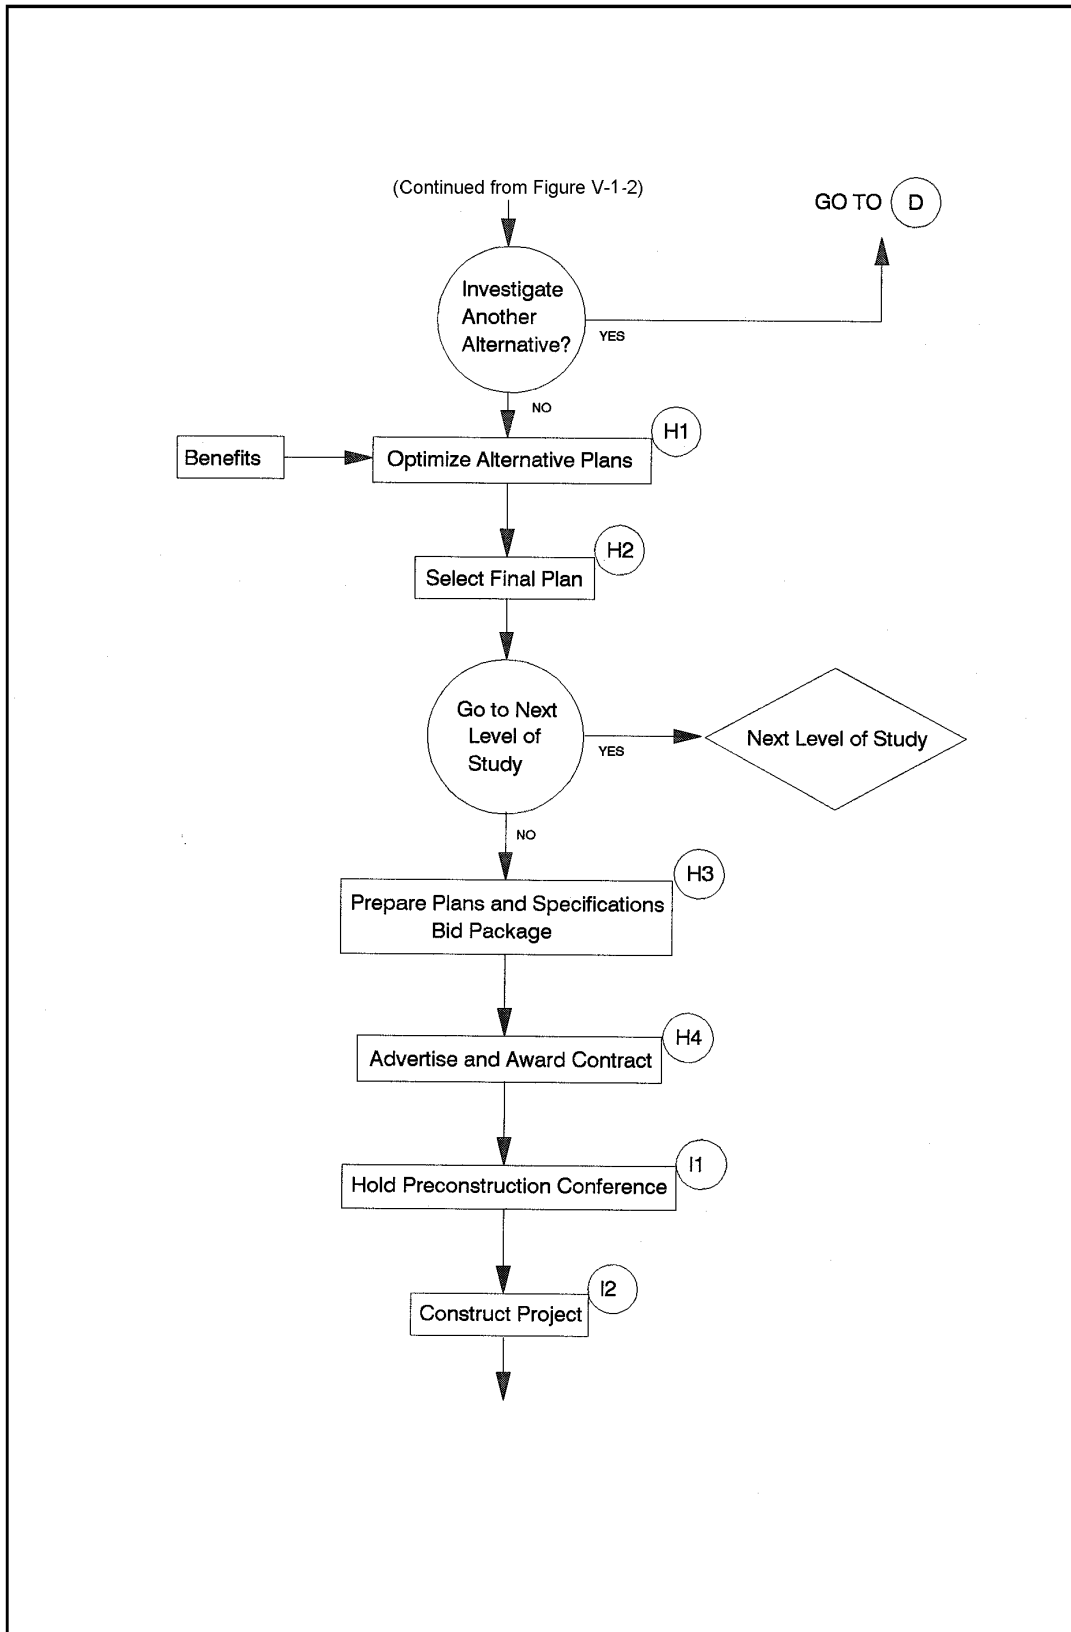 (Continued from Figure V-1-2)
GO TO D
Investigate
Another
Alternative?
YES
NO
H1
Benefits
Optimize Alternative Plans
H2
Select Final Plan
Go to Next
Level of
Study
YES
Next Level of Study
NO
H3
Prepare Plans and Specifications
Bid Package
H4
Advertise and Award Contract
I1
Hold Preconstruction Conference
I2
Construct Project